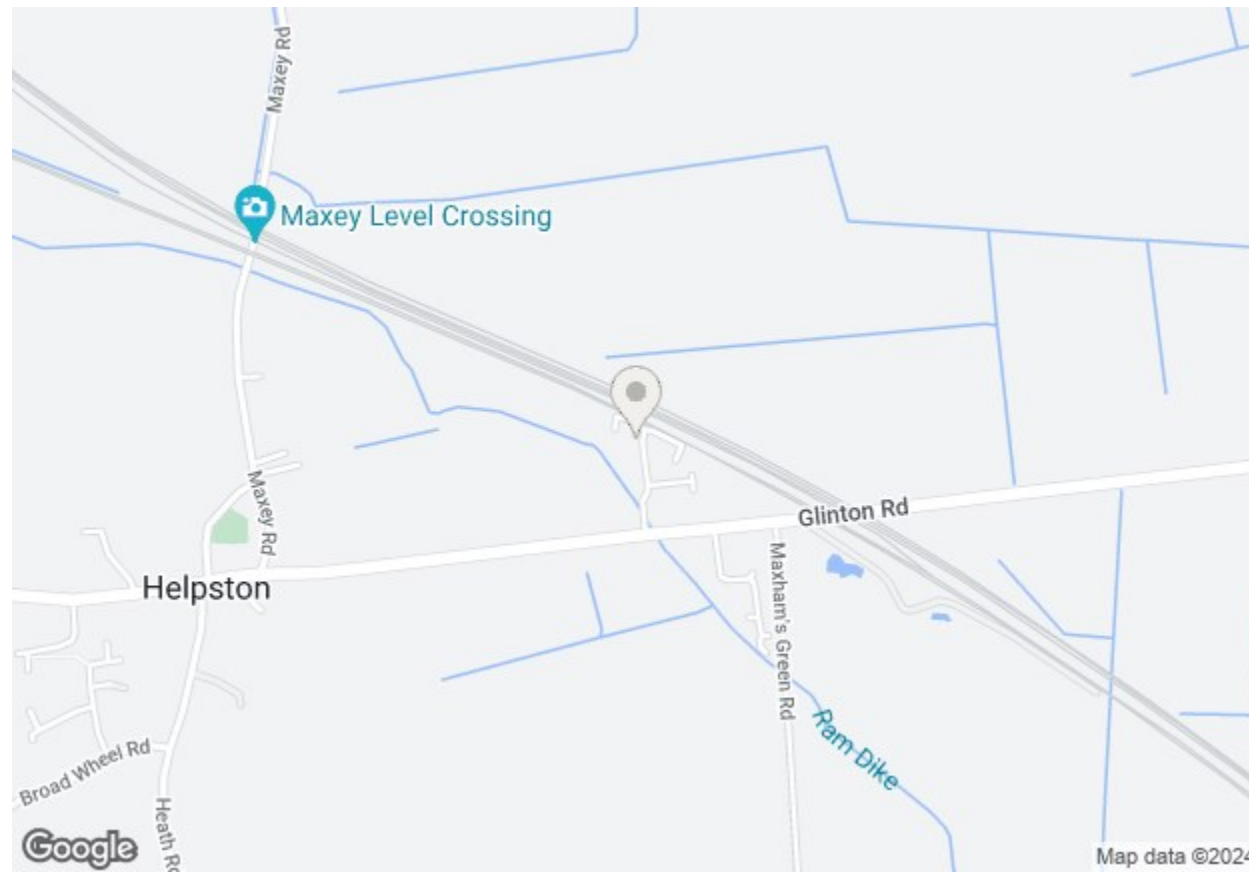 Maxey Rd
Maxey Level Crossing
Glinton Rd
Maxey Rd
Helpston
Maxham's Green Rd
Ram Dike
Broad Wheel Rd
Heath Rd
Google
Map data ©2024